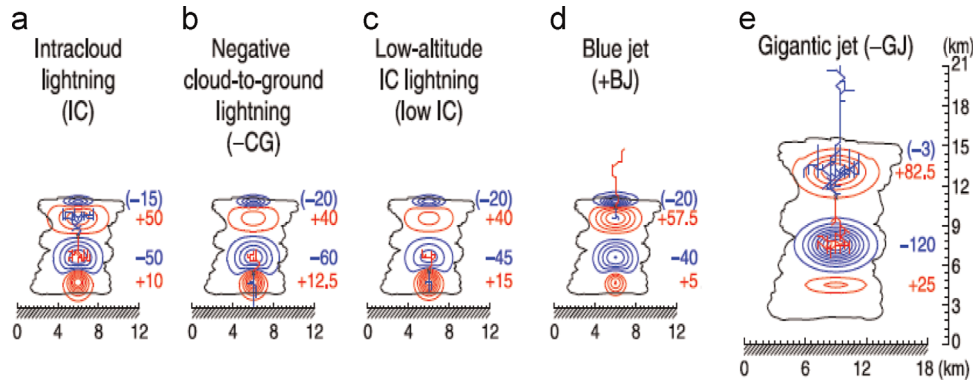 a
Intracloud
lightning
(IC)
(−15)
+50
−50
+10
0 4 8 12
b
Negative
cloud-to-ground
lightning
(−CG)
(−20)
+40
−60
+12.5
0 4 8 12
c
Low-altitude
IC lightning
(low IC)
(−20)
+40
−45
+15
0 4 8 12
d
Blue jet
(+BJ)
(−20)
+57.5
−40
+5
0 4 8 12
e
Gigantic jet (−GJ)
(km)
21
18
15
12
9
6
3
0
(−3)
+82.5
−120
+25
0 6 12 18 (km)